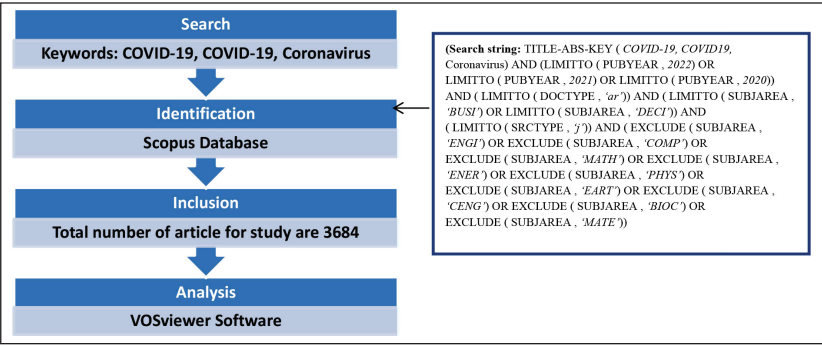 Search
Keywords: COVID-19, COVID-19, Coronavirus
Identification
Scopus Database
Inclusion
Total number of article for study are 3684
Analysis
VOSviewer Software
(Search string: TITLE-ABS-KEY ( COVID-19, COVID19,
Coronavirus) AND (LIMITTO ( PUBYEAR , 2022) OR
LIMITTO ( PUBYEAR , 2021) OR LIMITTO ( PUBYEAR , 2020))
AND ( LIMITTO ( DOCTYPE , ‘ar’)) AND ( LIMITTO ( SUBJAREA ,
‘BUSI’) OR LIMITTO ( SUBJAREA , ‘DECI’)) AND
( LIMITTO ( SRCTYPE , ‘j’)) AND ( EXCLUDE ( SUBJAREA ,
‘ENGI’) OR EXCLUDE ( SUBJAREA , ‘COMP’) OR
EXCLUDE ( SUBJAREA , ‘MATH’) OR EXCLUDE ( SUBJAREA ,
‘ENER’) OR EXCLUDE ( SUBJAREA , ‘PHYS’) OR
EXCLUDE ( SUBJAREA , ‘EART’) OR EXCLUDE ( SUBJAREA ,
‘CENG’) OR EXCLUDE ( SUBJAREA , ‘BIOC’) OR
EXCLUDE ( SUBJAREA , ‘MATE’))